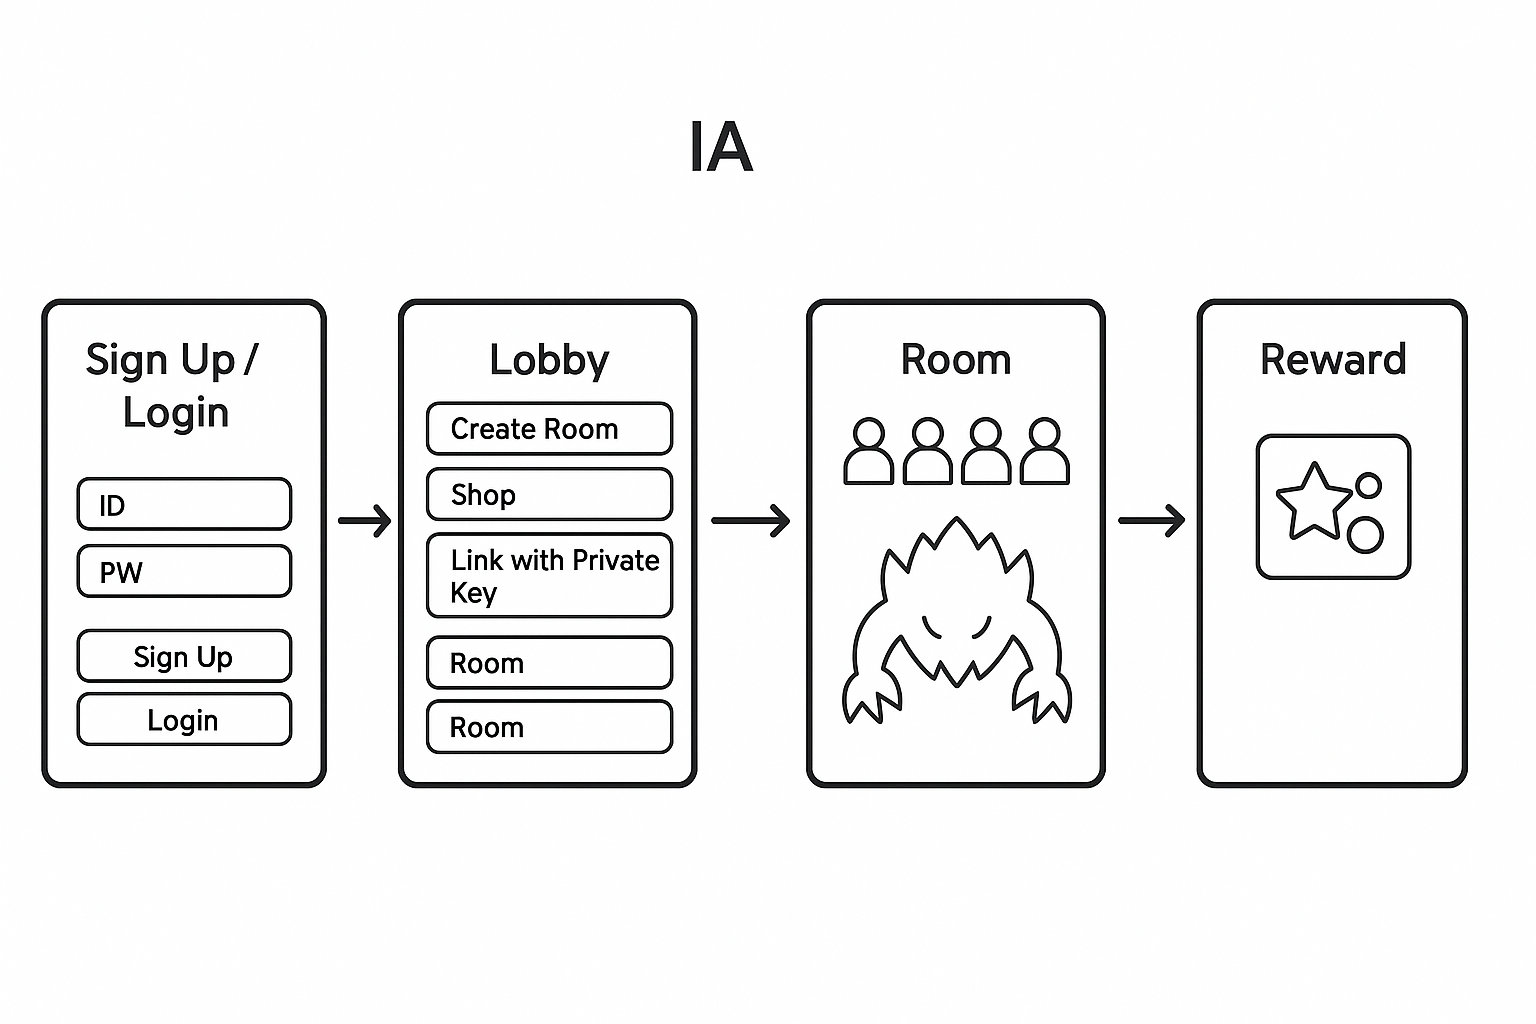 IA
Sign Up /
Login
ID
PW
Sign Up
Login
Lobby
Create Room
Shop
Link with Private
Key
Room
Room
Room
Reward